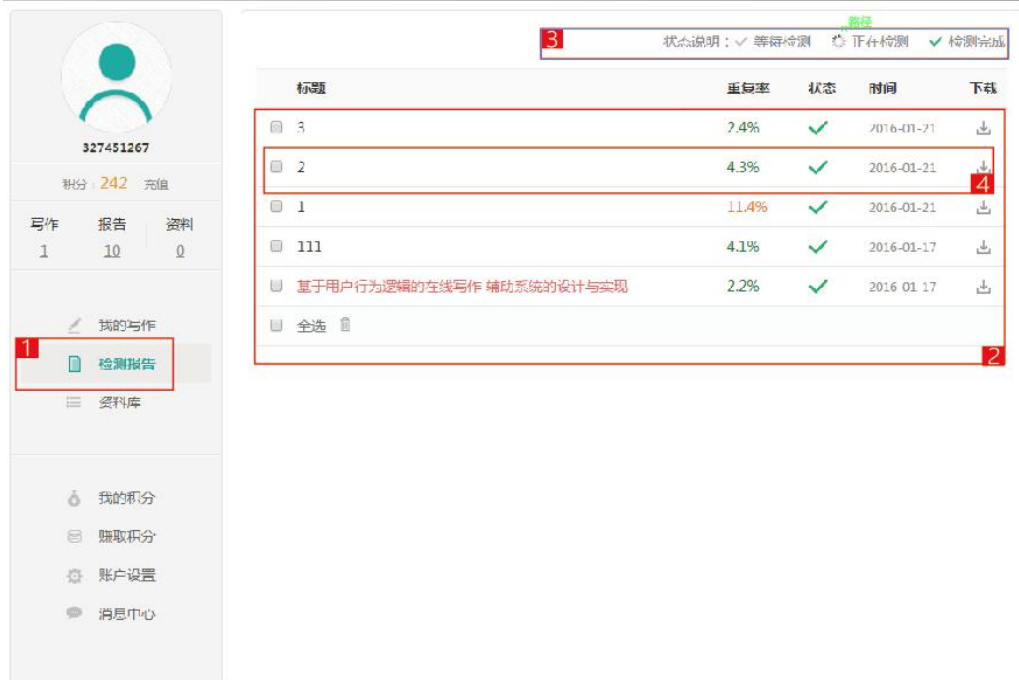 327451267
积分：242 充值
写作 报告 资料
1 10 0
我的写作
1
检测报告
资料库
我的积分
赚取积分
账户设置
消息中心
路径
3 状态说明： 等待检测 正在检测 检测完成
标题 重复率 状态 时间 下载
3 2.4% 2016-01-21
2 4.3% 2016-01-21
4
1 11.4% 2016-01-21
111 4.1% 2016-01-17
基于用户行为逻辑的在线写作 辅助系统的设计与实现 2.2% 2016-01-17
全选
2